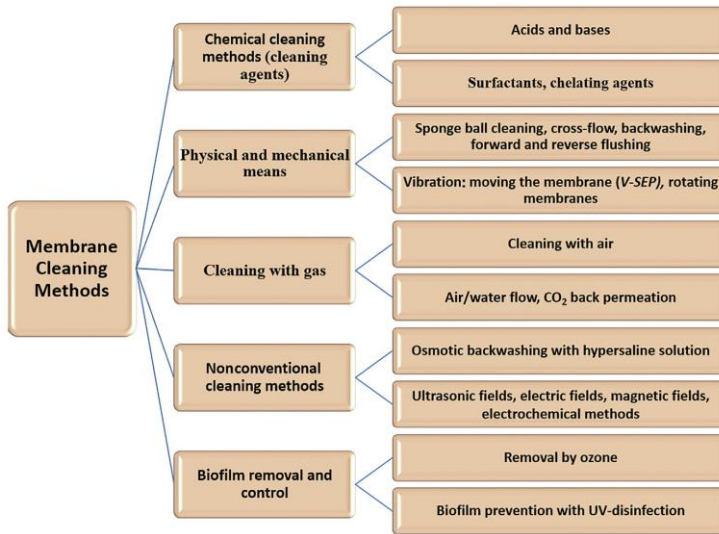 Membrane
Cleaning
Methods
Chemical cleaning
methods (cleaning
agents)
Acids and bases
Surfactants, chelating agents
Physical and mechanical
means
Sponge ball cleaning, cross-flow, backwashing,
forward and reverse flushing
Vibration: moving the membrane (V-SEP), rotating
membranes
Cleaning with gas
Cleaning with air
Air/water flow, CO₂ back permeation
Nonconventional
cleaning methods
Osmotic backwashing with hypersaline solution
Ultrasonic fields, electric fields, magnetic fields,
electrochemical methods
Biofilm removal and
control
Removal by ozone
Biofilm prevention with UV-disinfection